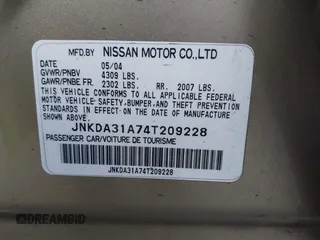 MFD.BY NISSAN MOTOR CO.,LTD
DATE 05/04
GVWR/PNBV 4309 LBS.
GAWR/PNBE FR. 2302 LBS. RR. 2007 LBS.
THIS VEHICLE CONFORMS TO ALL APPLICABLE FEDERAL
MOTOR VEHICLE-SAFETY,BUMPER,AND THEFT PREVENTION
STANDARDS IN EFFECT ON THE DATE OF MANUFACTURE
SHOWN ABOVE.
JNKDA31A74T209228
PASSENGER CAR/VOITURE DE TOURISME
JNKDA31A74T209228
DREAMBID